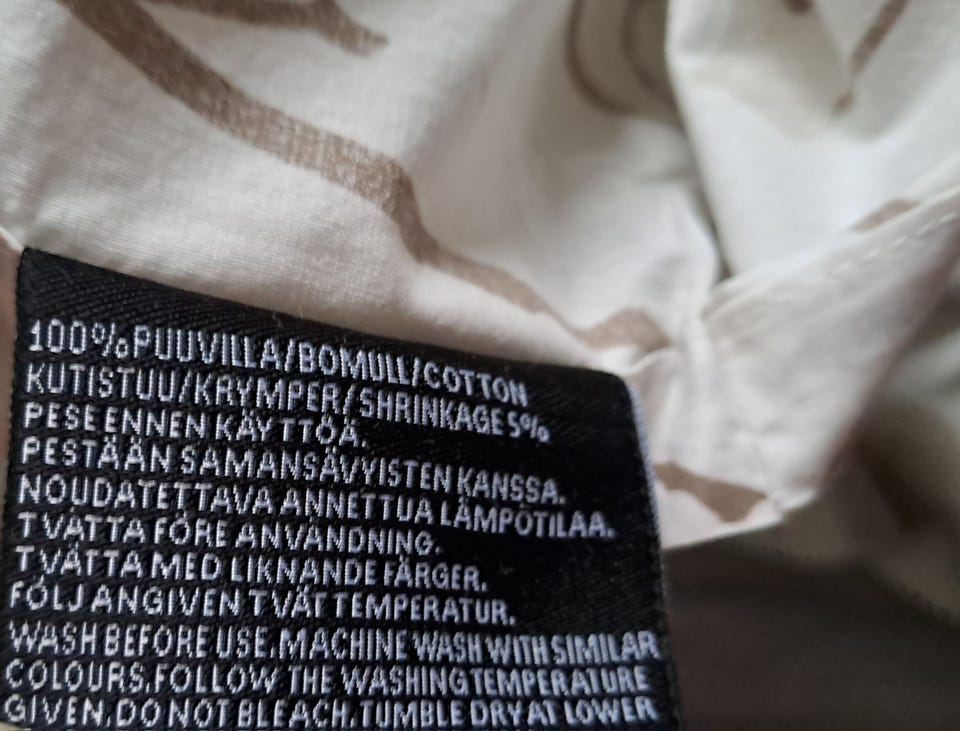 100% PUUVILLA/BOMULL/COTTON
KUTISTUU/KRYMPER/SHRINKAGE 5%
PESE ENNEN KÄYTTÖÄ.
PESTÄÄN SAMANSÄVYISTEN KANSSA.
NOUDATETTAVA ANNETTUA LÄMPÖTILAA.
TVÄTTA FÖRE ANVÄNDNING.
TVÄTTA MED LIKNANDE FÄRGER.
FÖLJ ANGIVEN TVÄTTEMPERATUR.
WASH BEFORE USE. MACHINE WASH WITH SIMILAR
COLOURS. FOLLOW THE WASHING TEMPERATURE
GIVEN. DO NOT BLEACH. TUMBLE DRY AT LOWER